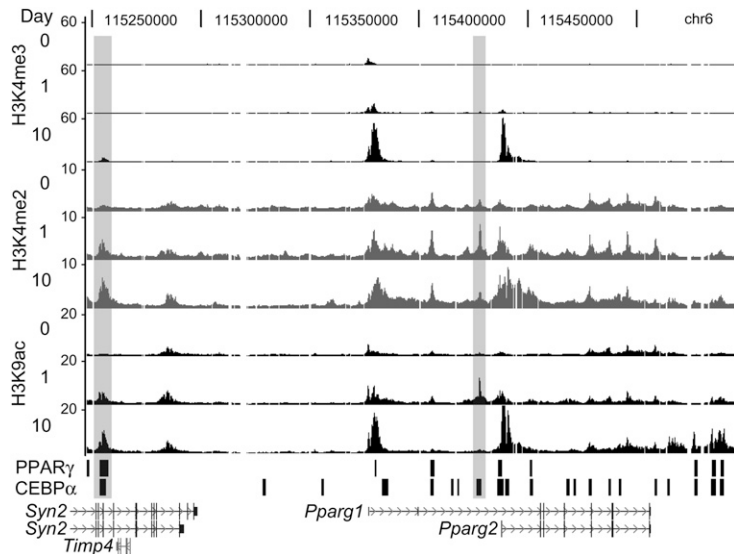 Day 60 115250000 115300000 115350000 115400000 115450000 chr6
H3K4me3
0
60
1
60
10
10
H3K4me2
0
10
1
10
10
20
H3K9ac
0
20
1
20
10
PPARγ
CEBPα
Syn2 Pparg1
Syn2 Pparg2
Timp4